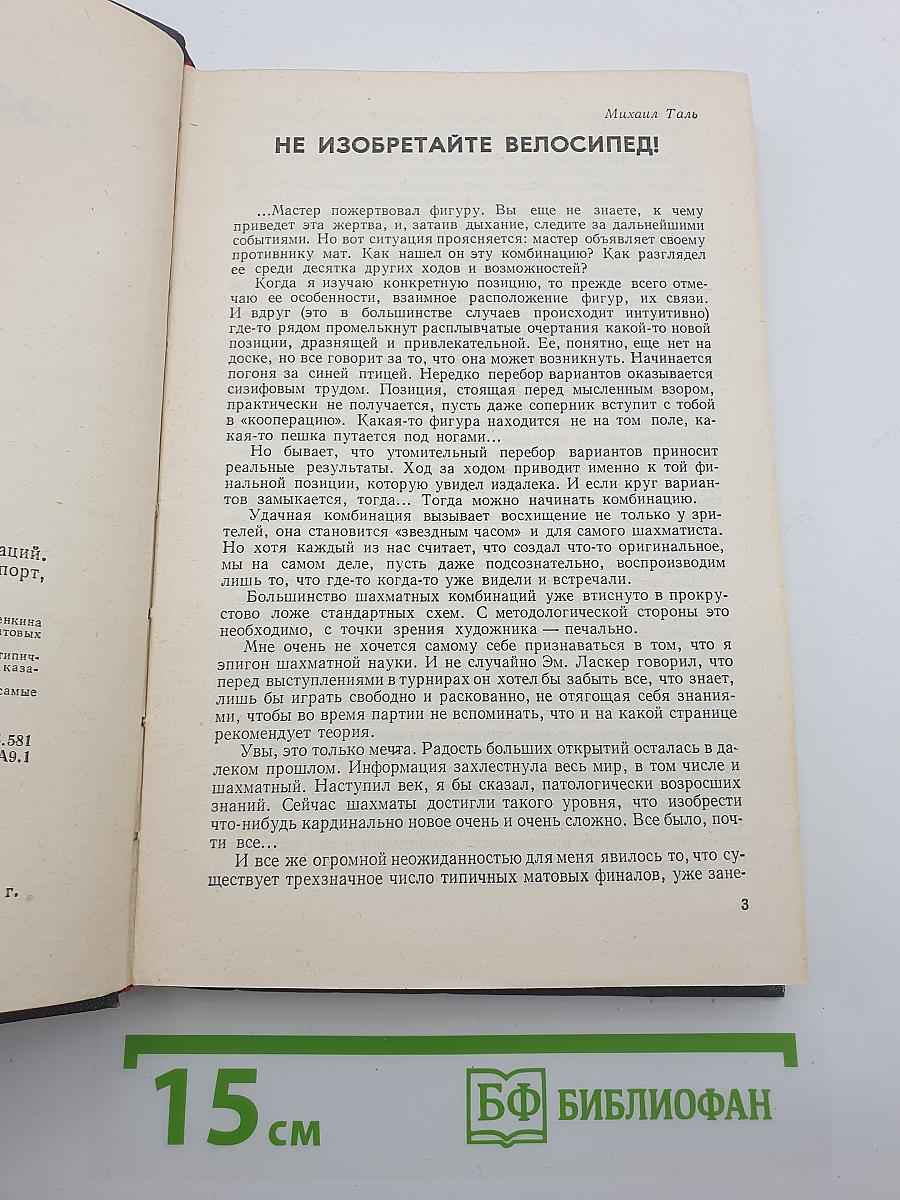 аций.
порт,
енкина
атовых
типич-
каза-
самые
.581
А9.1
г.
Михаил Таль
НЕ ИЗОБРЕТАЙТЕ ВЕЛОСИПЕД!
...Мастер пожертвовал фигуру. Вы еще не знаете, к чему
приведет эта жертва, и, затаив дыхание, следите за дальнейшими
событиями. Но вот ситуация проясняется: мастер объявляет своему
противнику мат. Как нашел он эту комбинацию? Как разглядел
ее среди десятка других ходов и возможностей?
Когда я изучаю конкретную позицию, то прежде всего отме-
чаю ее особенности, взаимное расположение фигур, их связи.
И вдруг (это в большинстве случаев происходит интуитивно)
где-то рядом промелькнут расплывчатые очертания какой-то новой
позиции, дразнящей и привлекательной. Ее, понятно, еще нет на
доске, но все говорит за то, что она может возникнуть. Начинается
погоня за синей птицей. Нередко перебор вариантов оказывается
сизифовым трудом. Позиция, стоящая перед мысленным взором,
практически не получается, пусть даже соперник вступит с тобой
в «кооперацию». Какая-то фигура находится не на том поле, ка-
кая-то пешка путается под ногами...
Но бывает, что утомительный перебор вариантов приносит
реальные результаты. Ход за ходом приводит именно к той фи-
нальной позиции, которую увидел издалека. И если круг вариан-
тов замыкается, тогда... Тогда можно начинать комбинацию.
Удачная комбинация вызывает восхищение не только у зри-
телей, она становится «звездным часом» и для самого шахматиста.
Но хотя каждый из нас считает, что создал что-то оригинальное,
мы на самом деле, пусть даже подсознательно, воспроизводим
лишь то, что где-то когда-то уже видели и встречали.
Большинство шахматных комбинаций уже втиснуто в прокру-
стово ложе стандартных схем. С методологической стороны это
необходимо, с точки зрения художника — печально.
Мне очень не хочется самому себе признаваться в том, что я
эпигон шахматной науки. И не случайно Эм. Ласкер говорил, что
перед выступлениями в турнирах он хотел бы забыть все, что знает,
лишь бы играть свободно и раскованно, не отягощая себя знания-
ми, чтобы во время партии не вспоминать, что и на какой странице
рекомендует теория.
Увы, это только мечта. Радость больших открытий осталась в да-
леком прошлом. Информация захлестнула весь мир, в том числе и
шахматный. Наступил век, я бы сказал, патологически возросших
знаний. Сейчас шахматы достигли такого уровня, что изобрести
что-нибудь кардинально новое очень и очень сложно. Все было, поч-
ти все...
И все же огромной неожиданностью для меня явилось то, что су-
ществует трехзначное число типичных матовых финалов, уже зане-
3
15 см
БФ БИБЛИОФАН